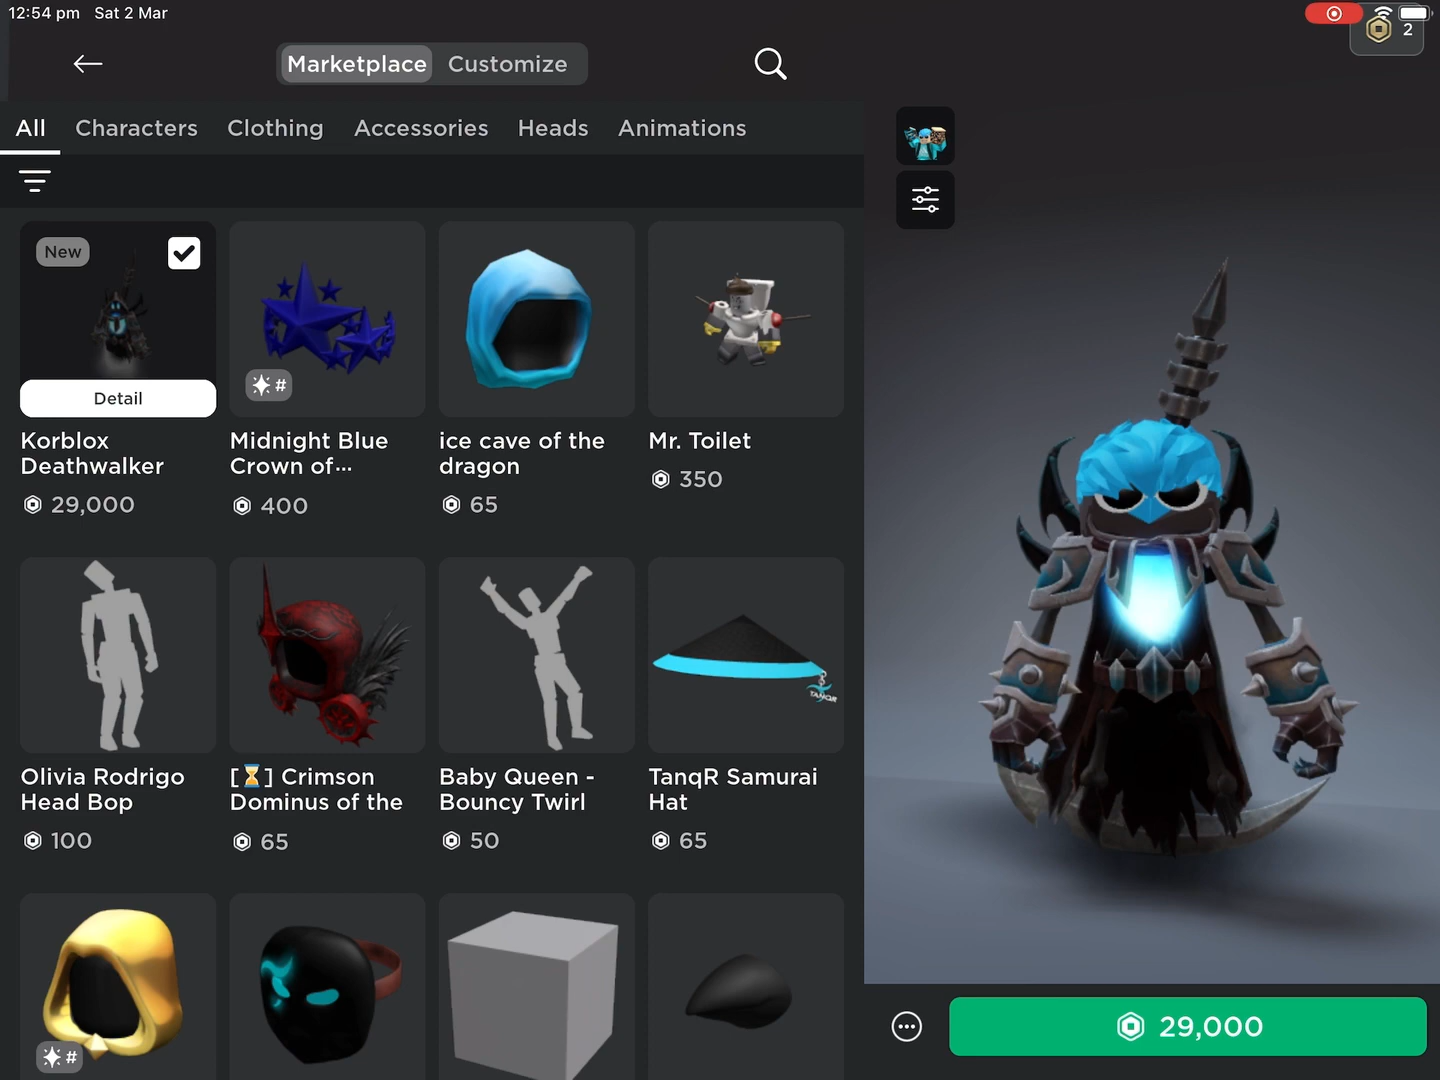 12:54 pm Sat 2 Mar
2
Marketplace Customize
All Characters Clothing Accessories Heads Animations
New
Detail
#
Korblox
Deathwalker
29,000
Midnight Blue
Crown of...
400
ice cave of the
dragon
65
Mr. Toilet
350
TANQR
Olivia Rodrigo
Head Bop
100
[⏳] Crimson
Dominus of the
65
Baby Queen -
Bouncy Twirl
50
TanqR Samurai
Hat
65
#
29,000